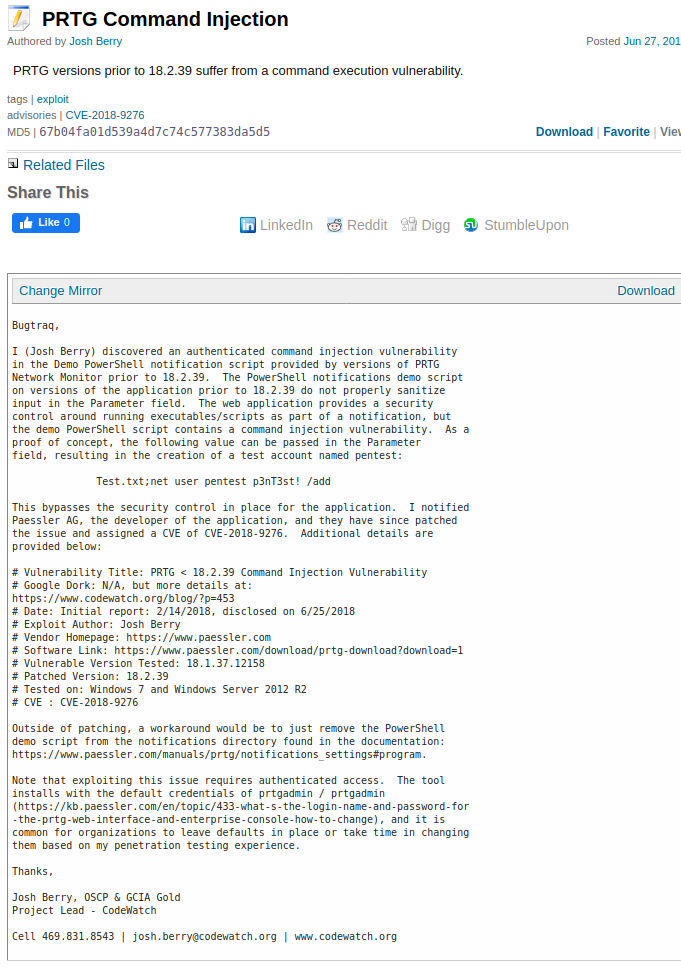 PRTG Command Injection
Authored by Josh Berry Posted Jun 27, 201
PRTG versions prior to 18.2.39 suffer from a command execution vulnerability.
tags | exploit
advisories | CVE-2018-9276
MD5 | 67b04fa01d539a4d7c74c577383da5d5 Download | Favorite | View
Related Files
Share This
Like 0 LinkedIn Reddit Digg StumbleUpon
Change Mirror Download
Bugtraq,
I (Josh Berry) discovered an authenticated command injection vulnerability
in the Demo PowerShell notification script provided by versions of PRTG
Network Monitor prior to 18.2.39.  The PowerShell notifications demo script
on versions of the application prior to 18.2.39 do not properly sanitize
input in the Parameter field.  The web application provides a security
control around running executables/scripts as part of a notification, but
the demo PowerShell script contains a command injection vulnerability.  As a
proof of concept, the following value can be passed in the Parameter
field, resulting in the creation of a test account named pentest:
Test.txt;net user pentest p3nT3st! /add
This bypasses the security control in place for the application.  I notified
Paessler AG, the developer of the application, and they have since patched
the issue and assigned a CVE of CVE-2018-9276.  Additional details are
provided below:
# Vulnerability Title: PRTG < 18.2.39 Command Injection Vulnerability
# Google Dork: N/A, but more details at:
https://www.codewatch.org/blog/?p=453
# Date: Initial report: 2/14/2018, disclosed on 6/25/2018
# Exploit Author: Josh Berry
# Vendor Homepage: https://www.paessler.com
# Software Link: https://www.paessler.com/download/prtg-download?download=1
# Vulnerable Version Tested: 18.1.37.12158
# Patched Version: 18.2.39
# Tested on: Windows 7 and Windows Server 2012 R2
# CVE : CVE-2018-9276
Outside of patching, a workaround would be to just remove the PowerShell
demo script from the notifications directory found in the documentation:
https://www.paessler.com/manuals/prtg/notifications_settings#program.
Note that exploiting this issue requires authenticated access.  The tool
installs with the default credentials of prtgadmin / prtgadmin
(https://kb.paessler.com/en/topic/433-what-s-the-login-name-and-password-for
-the-prtg-web-interface-and-enterprise-console-how-to-change), and it is
common for organizations to leave defaults in place or take time in changing
them based on my penetration testing experience.
Thanks,
Josh Berry, OSCP & GCIA Gold
Project Lead - CodeWatch
Cell 469.831.8543 | josh.berry@codewatch.org | www.codewatch.org